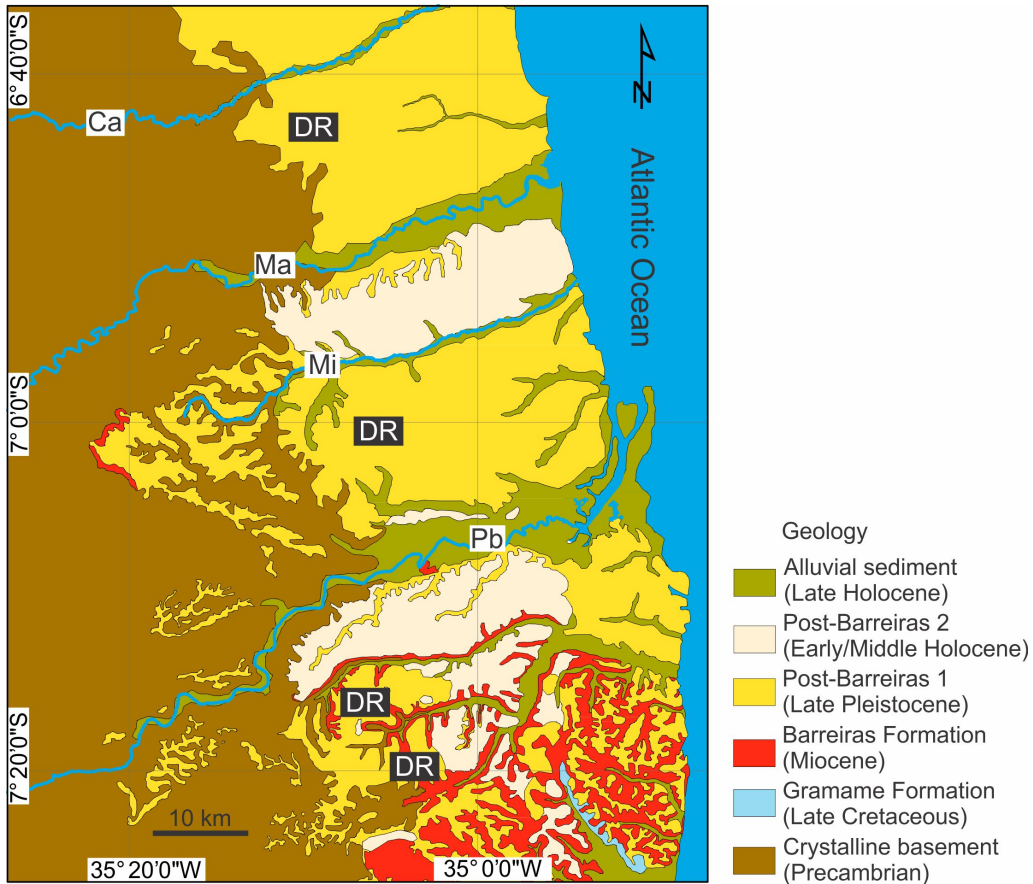 6° 40'0"S
Ca
DR
N
Atlantic Ocean
Ma
Mi
7° 0'0"S
DR
Pb
DR
7° 20'0"S
DR
10 km
35° 20'0"W
35° 0'0"W
Geology
Alluvial sediment
(Late Holocene)
Post-Barreiras 2
(Early/Middle Holocene)
Post-Barreiras 1
(Late Pleistocene)
Barreiras Formation
(Miocene)
Gramame Formation
(Late Cretaceous)
Crystalline basement
(Precambrian)